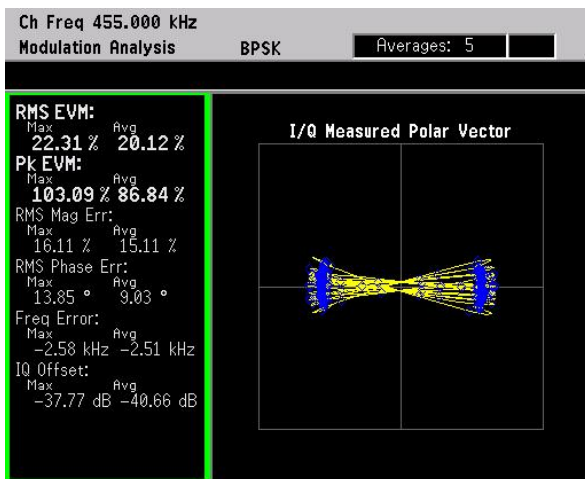 Ch Freq 455.000 kHz
Modulation Analysis BPSK Averages: 5
RMS EVM:
Max Avg
22.31 % 20.12 %
Pk EVM:
Max Avg
103.09 % 86.84 %
RMS Mag Err:
Max Avg
16.11 % 15.11 %
RMS Phase Err:
Max Avg
13.85 ° 9.03 °
Freq Error:
Max Avg
-2.58 kHz -2.51 kHz
IQ Offset:
Max Avg
-37.77 dB -40.66 dB
I/Q Measured Polar Vector